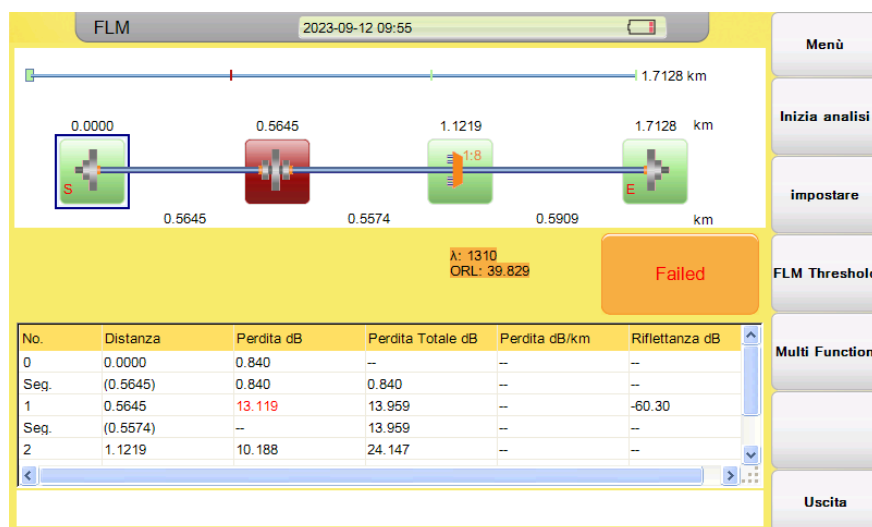 FLM 2023-09-12 09:55
Menù
1.7128 km
Inizia analisi
0.0000 0.5645 1.1219 1.7128 km
1:8
S E
impostare
0.5645 0.5574 0.5909 km
λ: 1310
ORL: 39.829
Failed
FLM Threshold
No. Distanza Perdita dB Perdita Totale dB Perdita dB/km Riflettanza dB
0 0.0000 0.840 -- -- --
Seg. (0.5645) 0.840 0.840 -- --
1 0.5645 13.119 13.959 -- -60.30
Seg. (0.5574) -- 13.959 -- --
2 1.1219 10.188 24.147 -- --
Multi Function
Uscita